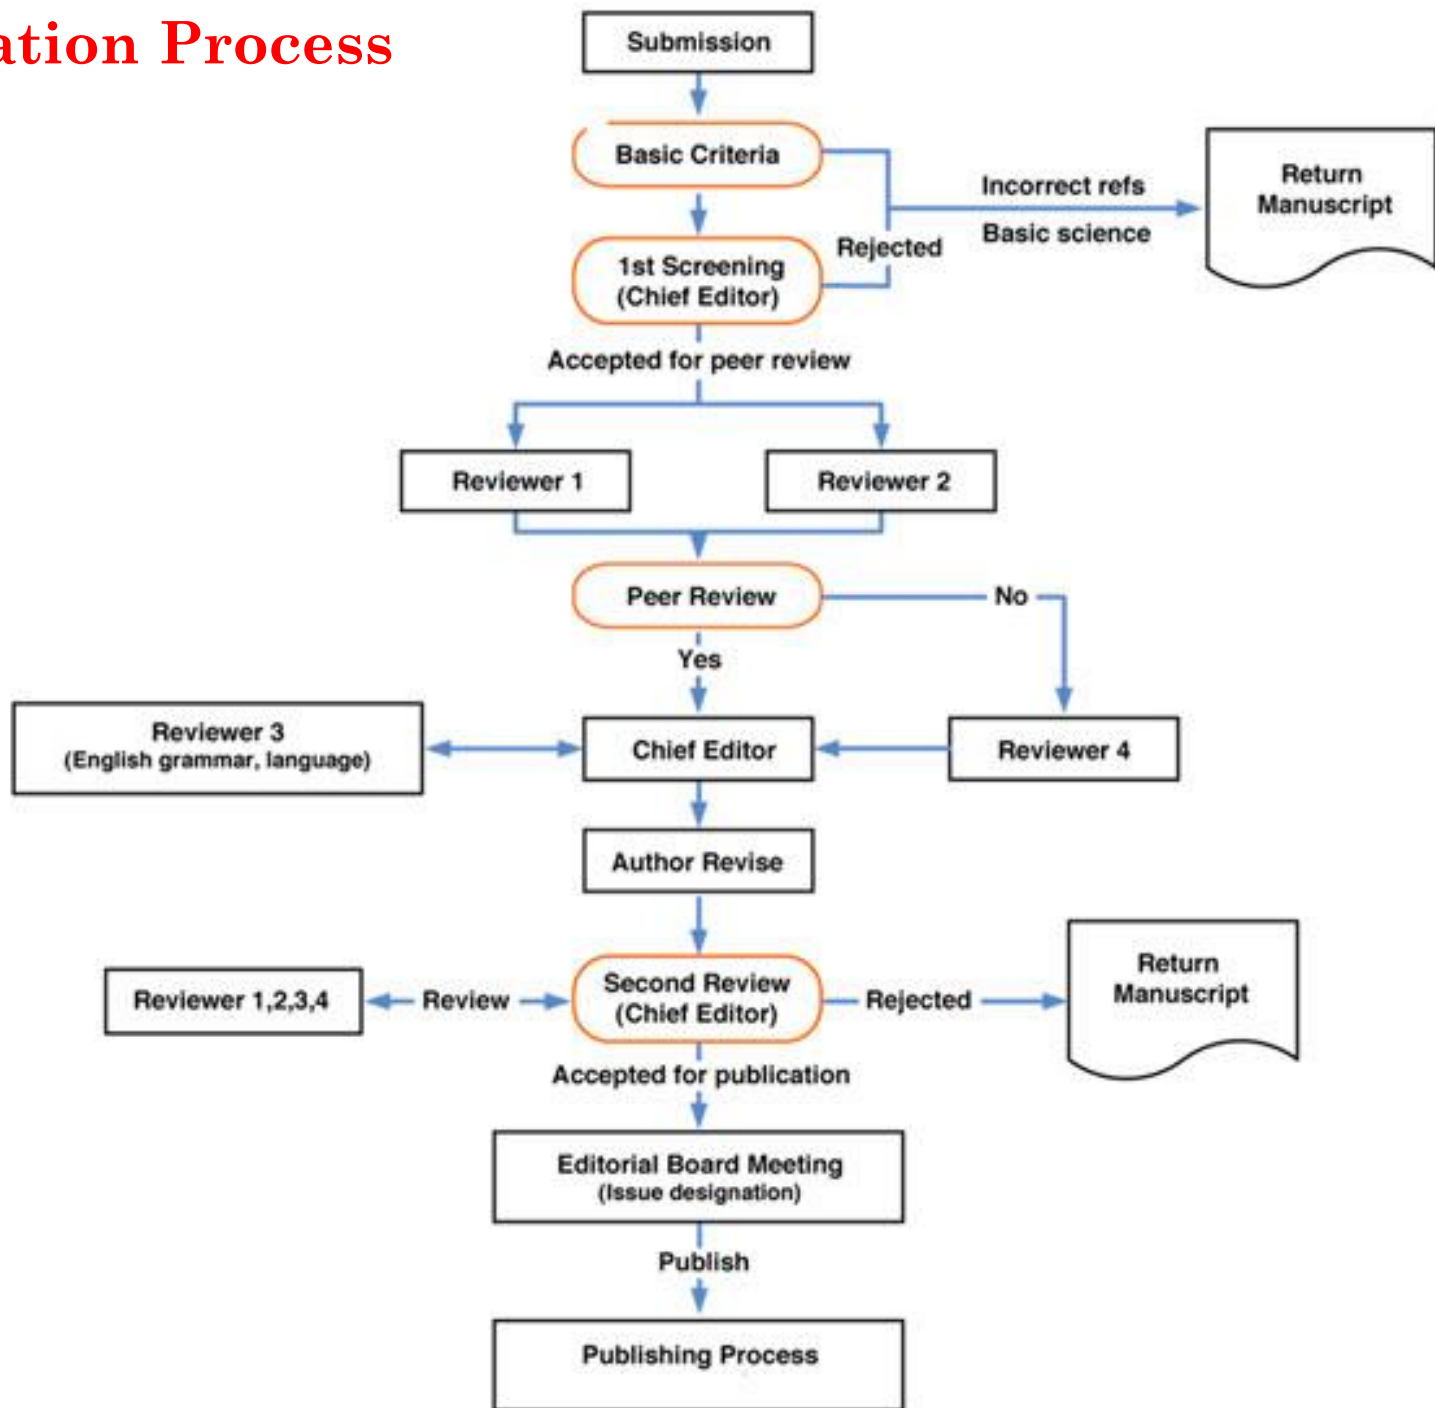 ation Process
Submission
Basic Criteria
Incorrect refs
Basic science
Return
Manuscript
Rejected
1st Screening
(Chief Editor)
Accepted for peer review
Reviewer 1
Reviewer 2
Peer Review
No
Yes
Reviewer 3
(English grammar, language)
Chief Editor
Reviewer 4
Author Revise
Reviewer 1,2,3,4
Review
Second Review
(Chief Editor)
Rejected
Return
Manuscript
Accepted for publication
Editorial Board Meeting
(Issue designation)
Publish
Publishing Process